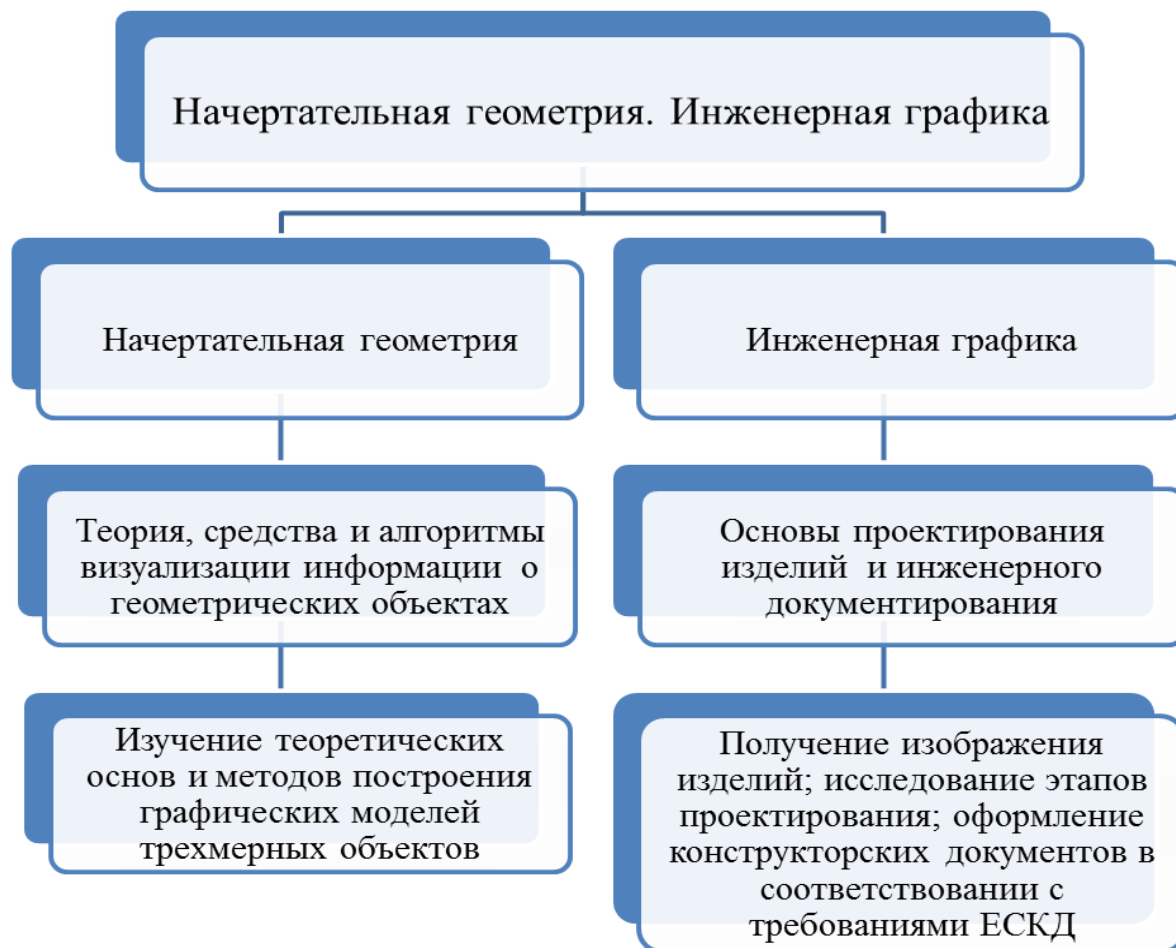 Начертательная геометрия. Инженерная графика
Начертательная геометрия
Инженерная графика
Теория, средства и алгоритмы
визуализации информации о
геометрических объектах
Основы проектирования
изделий и инженерного
документирования
Изучение теоретических
основ и методов построения
графических моделей
трехмерных объектов
Получение изображения
изделий; исследование этапов
проектирования; оформление
конструкторских документов в
соответствовании с
требованиями ЕСКД